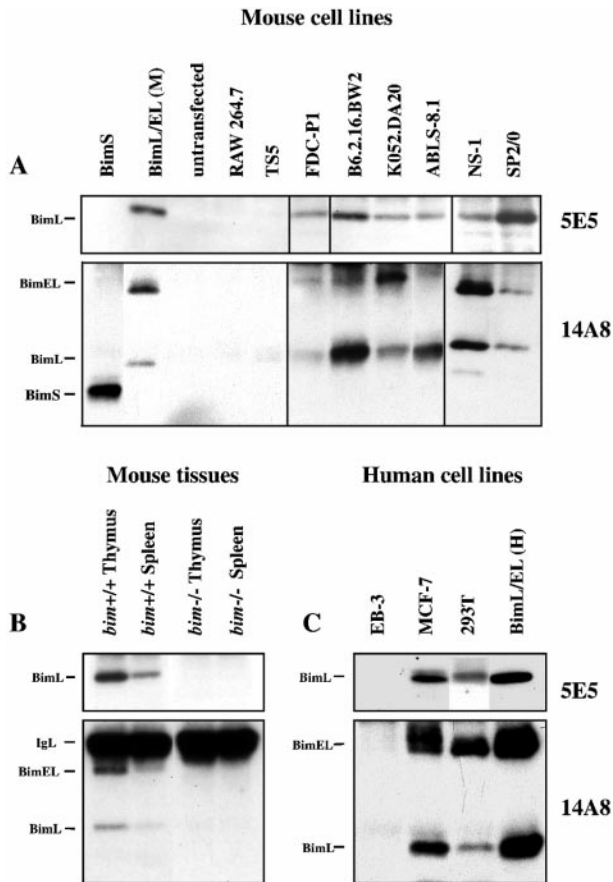 Mouse cell lines
A
BimS
BimL/EL (M)
untransfected
RAW 264.7
TS5
FDC-P1
B6.2.16.BW2
K052.DA20
ABLS-8.1
NS-1
SP2/0
BimL
5E5
BimEL
BimL
BimS
14A8
Mouse tissues
B
bim+/+ Thymus
bim+/+ Spleen
bim-/- Thymus
bim-/- Spleen
BimL
IgL
BimEL
BimL
Human cell lines
C
EB-3
MCF-7
293T
BimL/EL (H)
BimL
5E5
BimEL
BimL
14A8